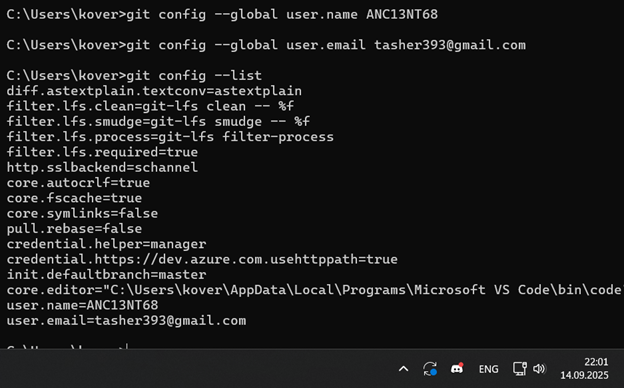 C:\Users\kover>git config --global user.name ANC13NT68
C:\Users\kover>git config --global user.email tasher393@gmail.com
C:\Users\kover>git config --list
diff.astextplain.textconv=astextplain
filter.lfs.clean=git-lfs clean -- %f
filter.lfs.smudge=git-lfs smudge -- %f
filter.lfs.process=git-lfs filter-process
filter.lfs.required=true
http.sslbackend=schannel
core.autocrlf=true
core.fscache=true
core.symlinks=false
pull.rebase=false
credential.helper=manager
credential.https://dev.azure.com.usehttppath=true
init.defaultbranch=master
core.editor="C:\Users\kover\AppData\Local\Programs\Microsoft VS Code\bin\code
user.name=ANC13NT68
user.email=tasher393@gmail.com
C:\Users\kover>
ENG
22:01
14.09.2025